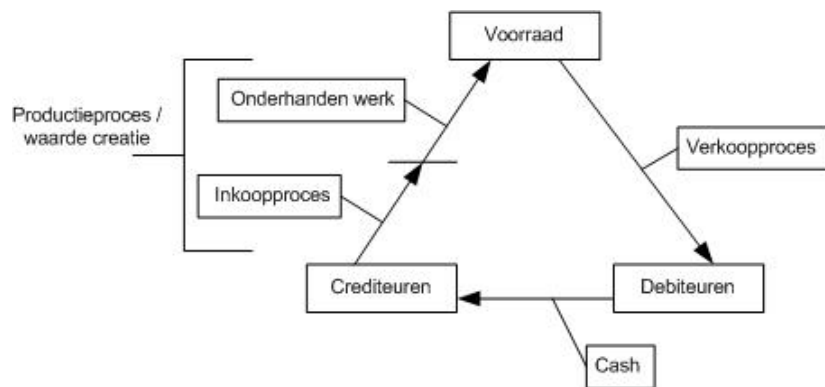 Voorraad
Onderhanden werk
Productieproces /
waarde creatie
Verkoopproces
Inkoopproces
Crediteuren
Debiteuren
Cash